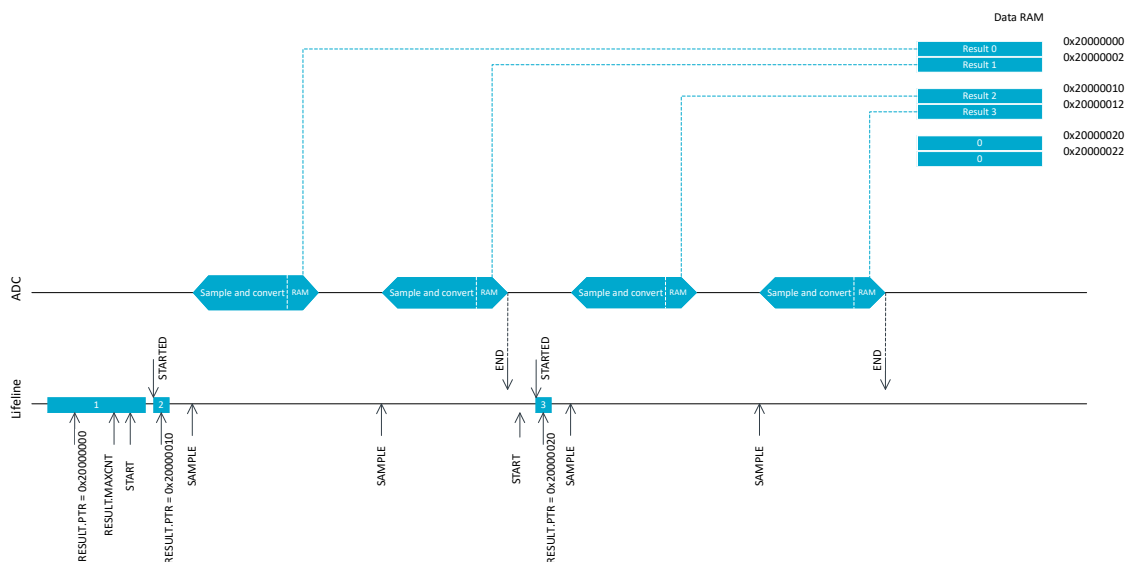 Data RAM
Result 0
0x20000000
Result 1
0x20000002
Result 2
0x20000010
Result 3
0x20000012
0
0x20000020
0
0x20000022
ADC
Sample and convert
RAM
Sample and convert
RAM
Sample and convert
RAM
Sample and convert
RAM
STARTED
END
STARTED
END
Lifeline
1
2
3
RESULT.PTR = 0x20000000
RESULT.MAXCNT
START
RESULT.PTR = 0x20000010
SAMPLE
SAMPLE
START
RESULT.PTR = 0x20000020
SAMPLE
SAMPLE